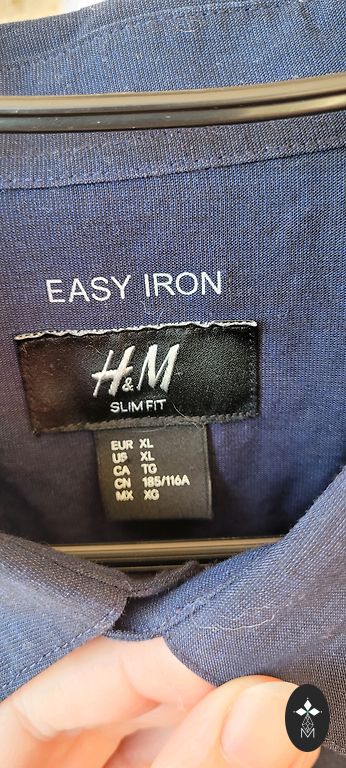 EASY IRON
H&M
SLIM FIT
EUR XL
US XL
CA TG
CN 185/116A
MX XG